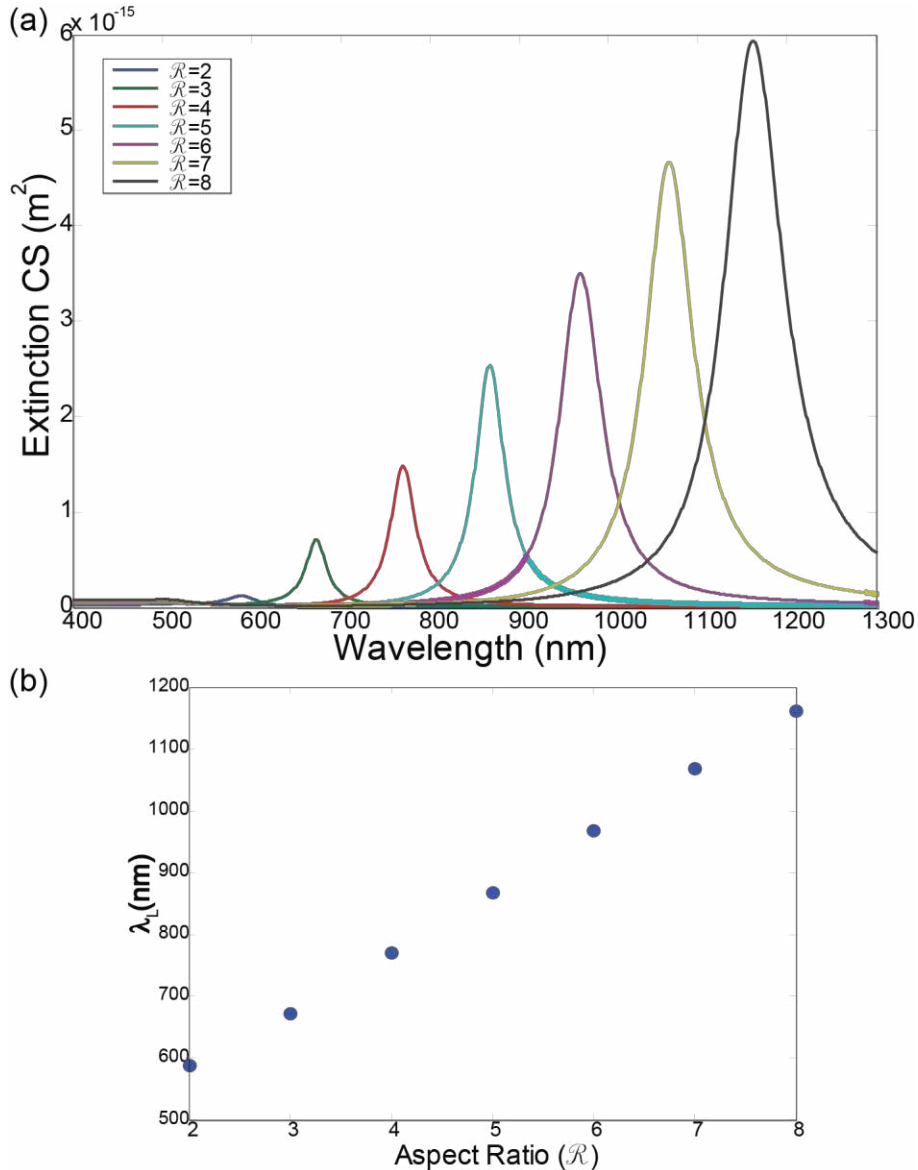 (a)
6 x 10^-15
ℛ=2
ℛ=3
ℛ=4
ℛ=5
ℛ=6
ℛ=7
ℛ=8
5
4
3
2
1
0
Extinction CS (m²)
400 500 600 700 800 900 1000 1100 1200 1300
Wavelength (nm)
(b)
1200
1100
1000
900
800
700
600
500
λ_L(nm)
2 3 4 5 6 7 8
Aspect Ratio (ℛ)